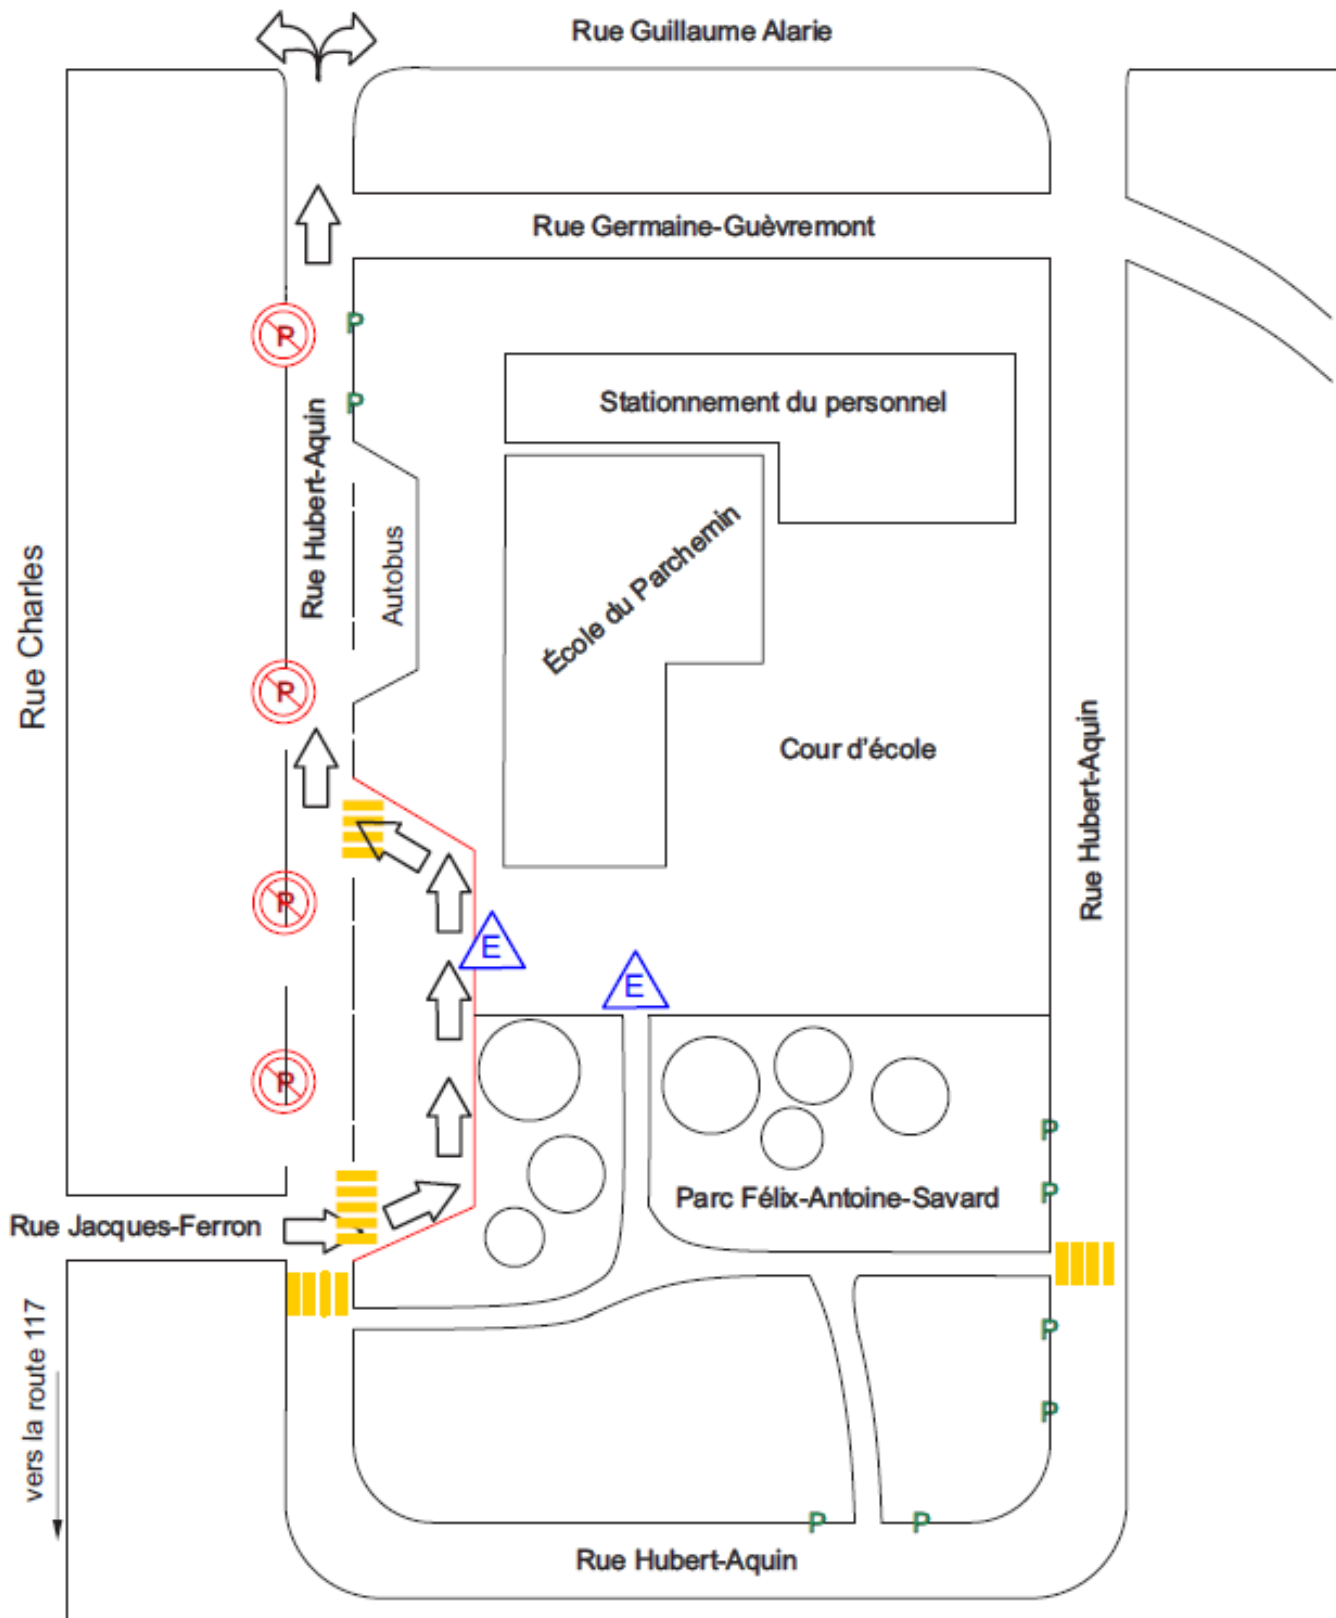 Rue Guillaume Alarie
Rue Germaine-Guèvremont
P
P
Stationnement du personnel
P
Rue Hubert-Aquin
Autobus
École du Parchemin
Rue Charles
P
Cour d'école
Rue Hubert-Aquin
P
E
E
P
P
P
Parc Félix-Antoine-Savard
Rue Jacques-Ferron
vers la route 117
P
P
P
P
Rue Hubert-Aquin